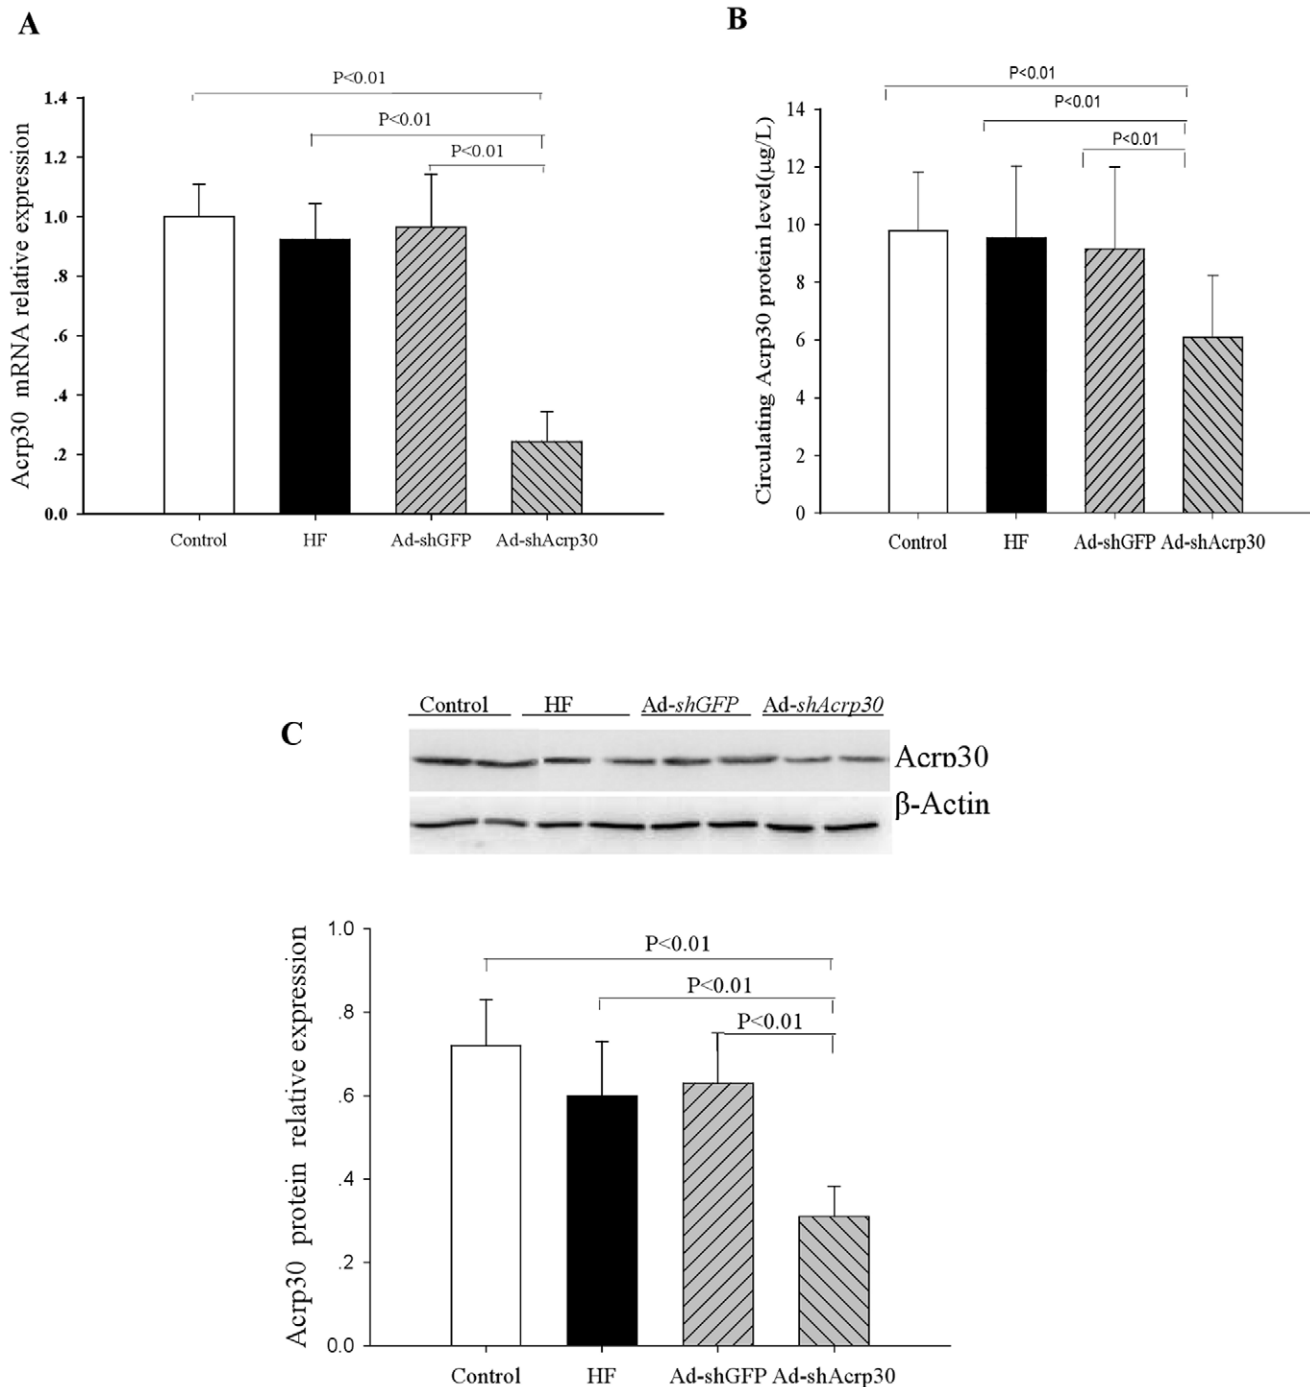 A
P<0.01
P<0.01
P<0.01
1.4
1.2
1.0
.8
.6
.4
.2
0.0
Acrp30 mRNA relative expression
Control HF Ad-shGFP Ad-shAcrp30
B
P<0.01
P<0.01
P<0.01
14
12
10
8
6
4
2
0
Circulating Acrp30 protein level(μg/L)
Control HF Ad-shGFP Ad-shAcrp30
C
Control HF Ad-shGFP Ad-shAcrp30
Acrp30
β-Actin
P<0.01
P<0.01
P<0.01
1.0
.8
.6
.4
.2
0.0
Acrp30 protein relative expression
Control HF Ad-shGFP Ad-shAcrp30